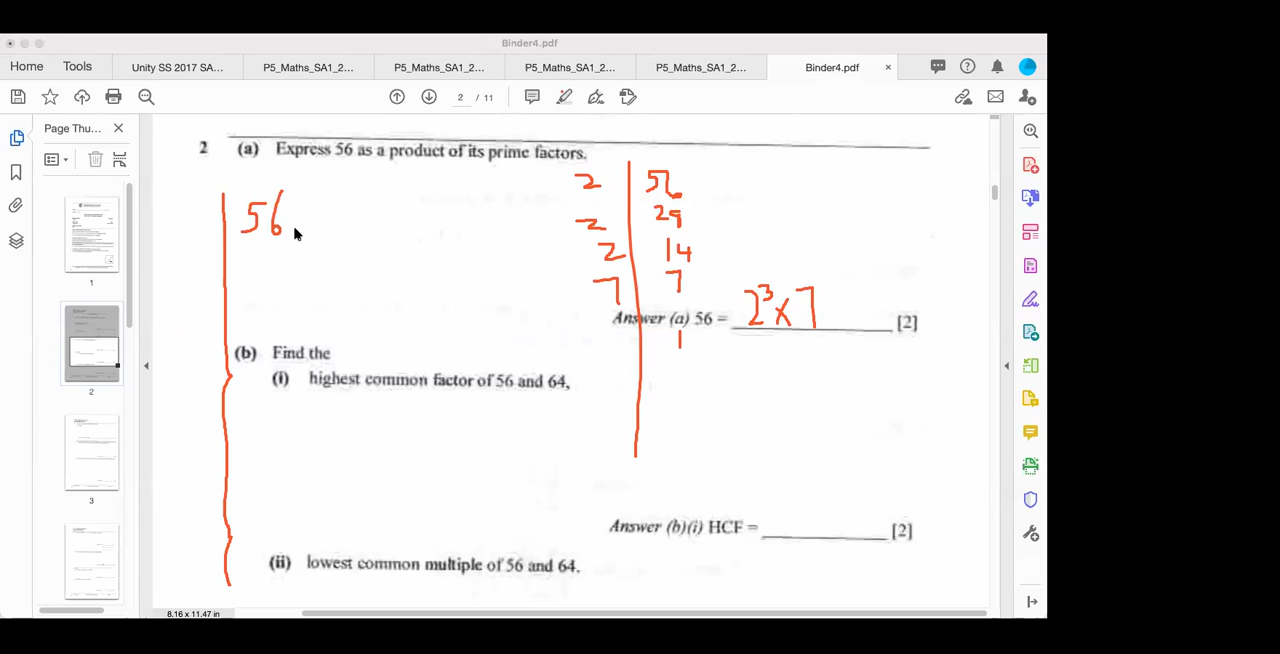 Binder4.pdf
Home Tools Unity SS 2017 SA... P5_Maths_SA1_2... P5_Maths_SA1_2... P5_Maths_SA1_2... P5_Maths_SA1_2... Binder4.pdf ×
2 / 11
Page Thu... ×
1
2
3
2 (a) Express 56 as a product of its prime factors.
2 56
56
2 28
2 14
7 7
Answer (a) 56 = 2³ x 7 [2]
1
(b) Find the
(i) highest common factor of 56 and 64,
Answer (b)(i) HCF = [2]
(ii) lowest common multiple of 56 and 64.
8.16 x 11.47 in